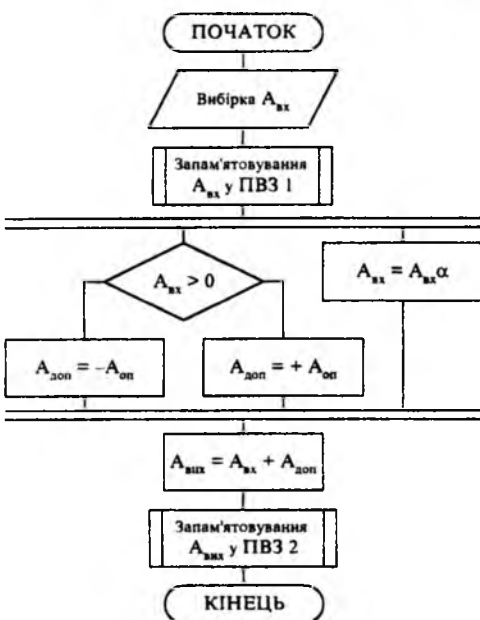 ПОЧАТОК
Вибірка Aвх
Запам'ятовування
Aвх у ПВЗ 1
Aвх > 0
Aвх = Aвхα
Aдоп = –Aоп
Aдоп = + Aоп
Aвих = Aвх + Aдоп
Запам'ятовування
Aвих у ПВЗ 2
КІНЕЦЬ